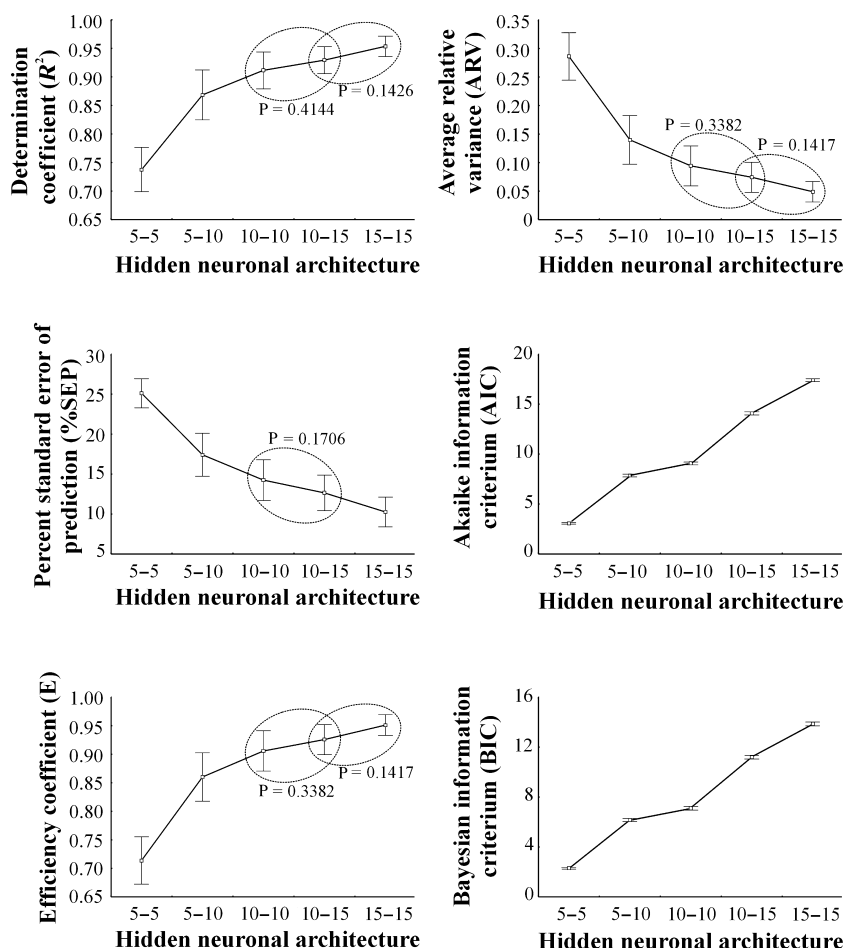 Determination
coefficient (R²)
1.00
0.95
0.90
0.85
0.80
0.75
0.70
0.65
P = 0.4144
P = 0.1426
5–5 5–10 10–10 10–15 15–15
Hidden neuronal architecture
Average relative
variance (ARV)
0.35
0.30
0.25
0.20
0.15
0.10
0.05
0
P = 0.3382
P = 0.1417
5–5 5–10 10–10 10–15 15–15
Hidden neuronal architecture
Percent standard error of
prediction (%SEP)
30
25
20
15
10
5
P = 0.1706
5–5 5–10 10–10 10–15 15–15
Hidden neuronal architecture
Akaike information
criterium (AIC)
20
15
10
5
0
5–5 5–10 10–10 10–15 15–15
Hidden neuronal architecture
Efficiency coefficient (E)
1.00
0.95
0.90
0.85
0.80
0.75
0.70
0.65
P = 0.3382
P = 0.1417
5–5 5–10 10–10 10–15 15–15
Hidden neuronal architecture
Bayesian information
criterium (BIC)
16
12
8
4
0
5–5 5–10 10–10 10–15 15–15
Hidden neuronal architecture